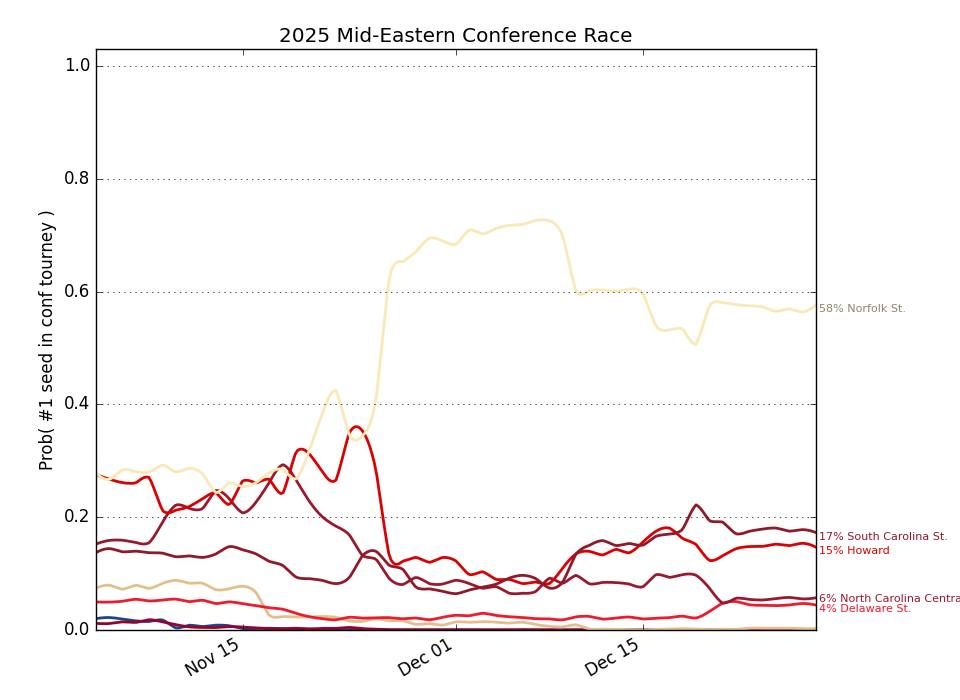 2025 Mid-Eastern Conference Race
Prob( #1 seed in conf tourney )
1.0
0.8
0.6
0.4
0.2
0.0
58% Norfolk St.
17% South Carolina St.
15% Howard
6% North Carolina Centra
4% Delaware St.
Nov 15
Dec 01
Dec 15